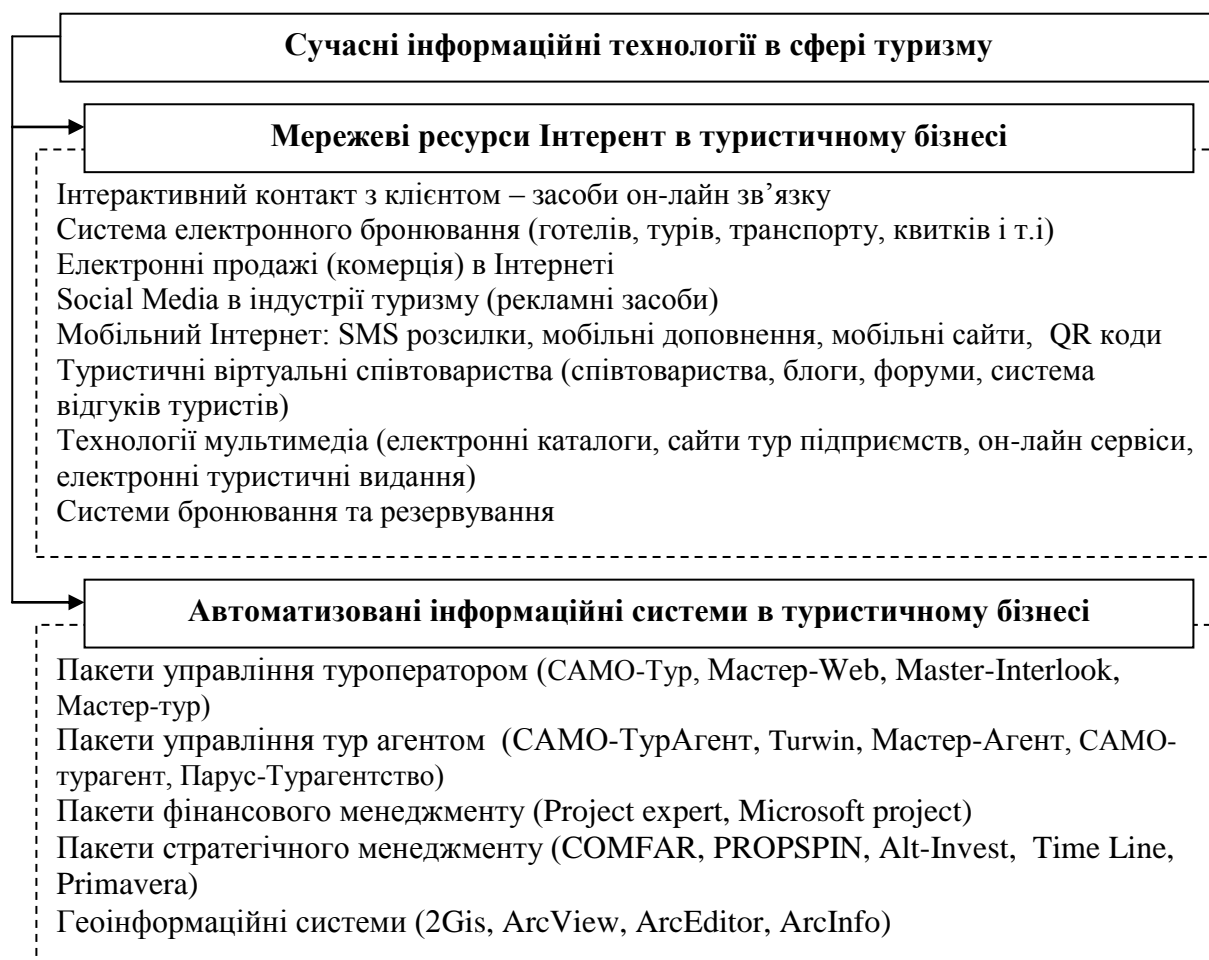 Сучасні інформаційні технології в сфері туризму
Мережеві ресурси Інтерент в туристичному бізнесі
Інтерактивний контакт з клієнтом – засоби он-лайн зв’язку
Система електронного бронювання (готелів, турів, транспорту, квитків і т.і)
Електронні продажі (комерція) в Інтернеті
Social Media в індустрії туризму (рекламні засоби)
Мобільний Інтернет: SMS розсилки, мобільні доповнення, мобільні сайти, QR коди
Туристичні віртуальні співтовариства (співтовариства, блоги, форуми, система
відгуків туристів)
Технології мультимедіа (електронні каталоги, сайти тур підприємств, он-лайн сервіси,
електронні туристичні видання)
Системи бронювання та резервування
Автоматизовані інформаційні системи в туристичному бізнесі
Пакети управління туроператором (САМО-Тур, Мастер-Web, Master-Interlook,
Мастер-тур)
Пакети управління тур агентом (САМО-ТурАгент, Turwin, Мастер-Агент, САМО-
турагент, Парус-Турагентство)
Пакети фінансового менеджменту (Project expert, Microsoft project)
Пакети стратегічного менеджменту (COMFAR, PROPSPIN, Alt-Invest, Time Line,
Primavera)
Геоінформаційні системи (2Gis, ArcView, ArcEditor, ArcInfo)